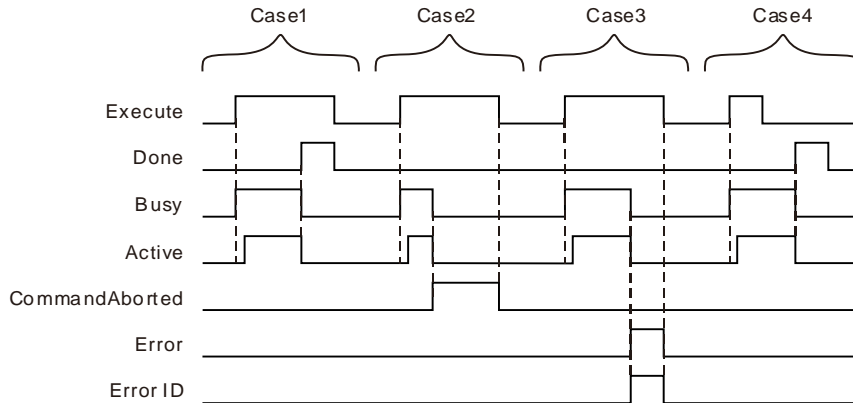 Case1 Case2 Case3 Case4
Execute
Done
Busy
Active
CommandAborted
Error
Error ID